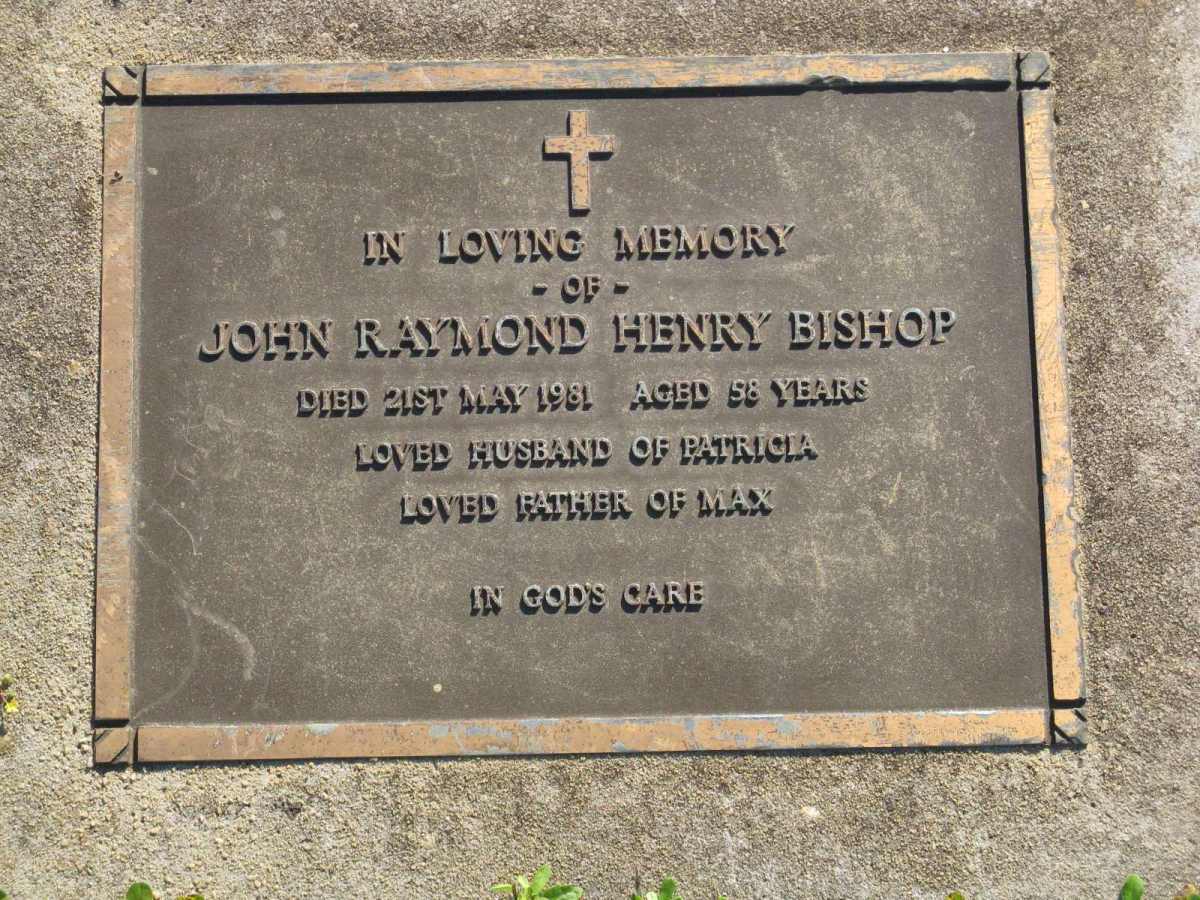 IN LOVING MEMORY
- OF -
JOHN RAYMOND HENRY BISHOP
DIED 21ST MAY 1981 AGED 58 YEARS
LOVED HUSBAND OF PATRICIA
LOVED FATHER OF MAX
IN GOD'S CARE